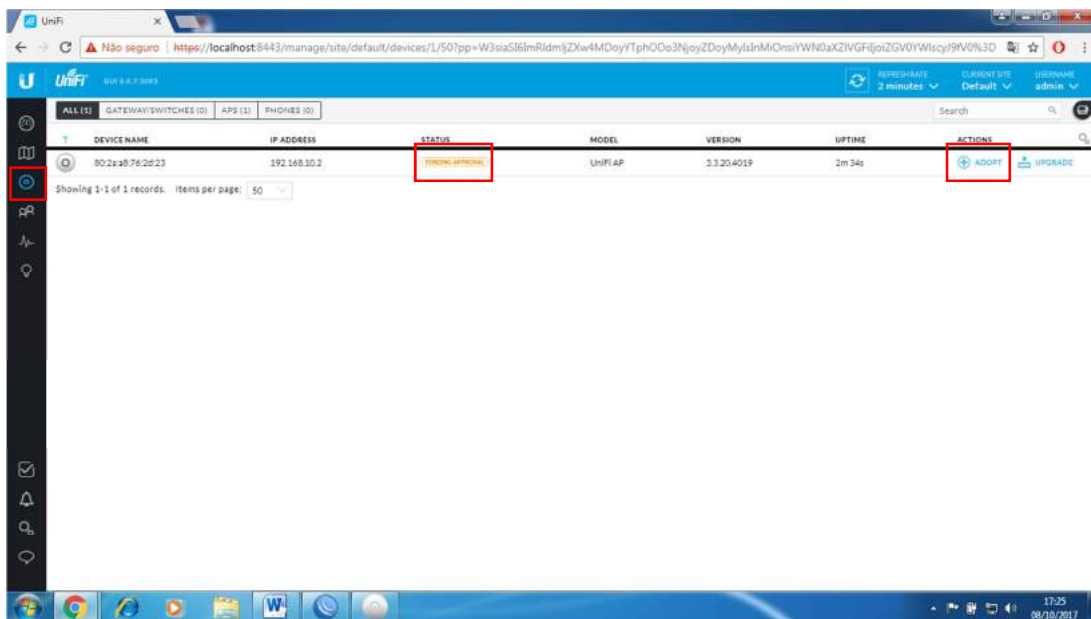 UniFi
Não seguro
https://localhost:8443/manage/site/default/devices/1/50?pp=
U UniFi
REFRESH RATE
2 minutes
CURRENT SITE
Default
USERNAME
admin
ALL (1) GATEWAY/SWITCHES (0) APS (1) PHONES (0)
Search
DEVICE NAME IP ADDRESS STATUS MODEL VERSION UPTIME ACTIONS
80:2a:a8:76:2d:23 192.168.10.2 PENDING APPROVAL UniFi AP 3.3.20.4019 2m 34s ADOPT UPGRADE
Showing 1-1 of 1 records. Items per page: 50
17:25
08/10/2017